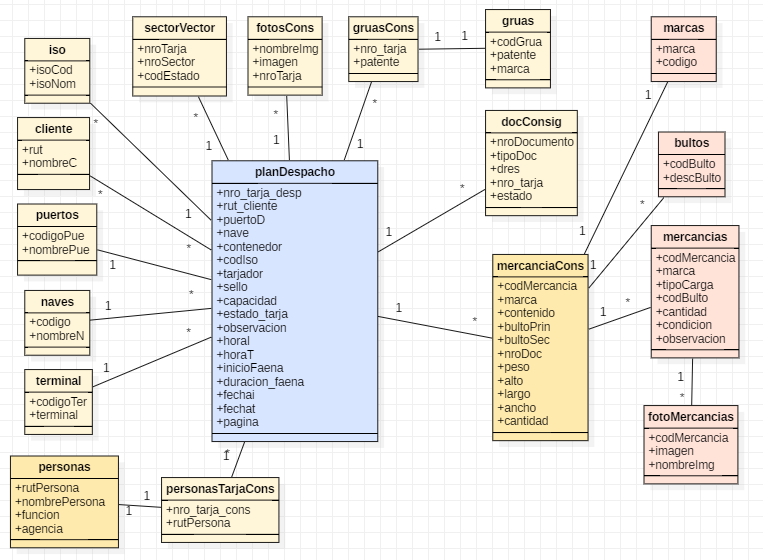 iso
+isoCod
+isoNom
sectorVector
+nroTarja
+nroSector
+codEstado
fotosCons
+nombreImg
+imagen
+nroTarja
gruasCons
+nro_tarja
+patente
1
1
gruas
+codGrua
+patente
+marca
marcas
+marca
+codigo
cliente
+rut
+nombreC
docConsig
+nroDocumento
+tipoDoc
+dres
+nro_tarja
+estado
bultos
+codBulto
+descBulto
*
*
*
*
1
1
1
1
*
1
*
*
puertos
+codigoPue
+nombrePue
1
naves
+codigo
+nombreN
1
*
terminal
+codigoTer
+terminal
1
*
planDespacho
+nro_tarja_desp
+rut_cliente
+puertoD
+nave
+contenedor
+codIso
+tarjador
+sello
+capacidad
+estado_tarja
+observacion
+horaI
+horaT
+inicioFaena
+duracion_faena
+fechai
+fechat
+pagina
1
*
1
*
mercanciaCons
+codMercancia
+marca
+contenido
+bultoPrin
+bultoSec
+nroDoc
+peso
+alto
+largo
+ancho
+cantidad
1
1
*
1
*
mercancias
+codMercancia
+marca
+tipoCarga
+codBulto
+cantidad
+condicion
+observacion
1
*
fotoMercancias
+codMercancia
+imagen
+nombreImg
personas
+rutPersona
+nombrePersona
+funcion
+agencia
1
1
1
*
personasTarjaCons
+nro_tarja_cons
+rutPersona